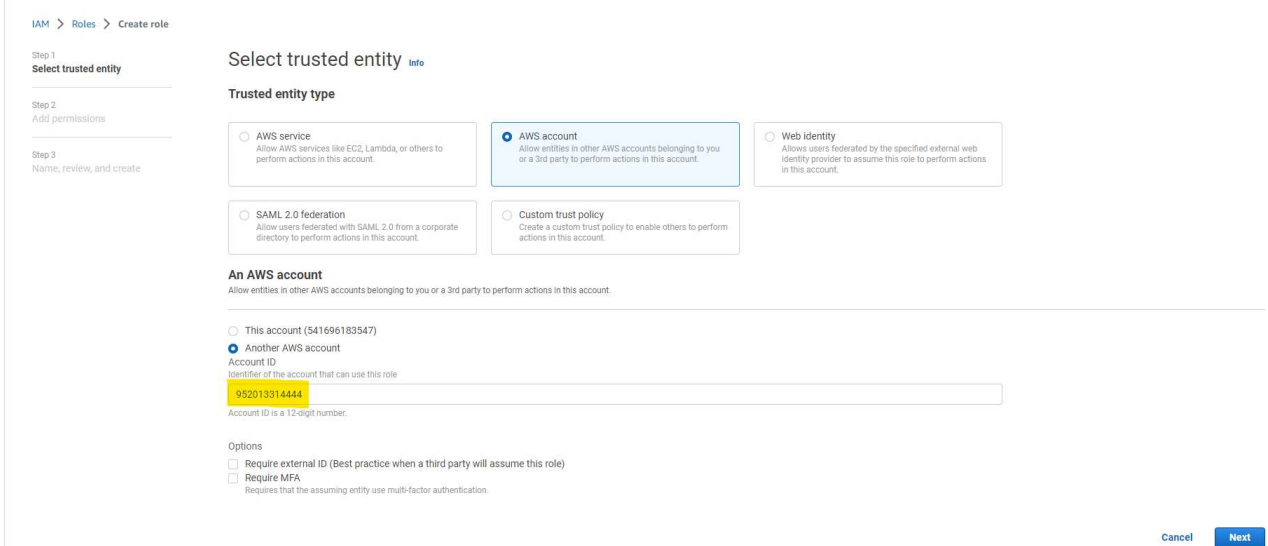 IAM > Roles > Create role
Step 1
Select trusted entity
Step 2
Add permissions
Step 3
Name, review, and create
Select trusted entity Info
Trusted entity type
AWS service
Allow AWS services like EC2, Lambda, or others to
perform actions in this account.
AWS account
Allow entities in other AWS accounts belonging to you
or a 3rd party to perform actions in this account.
Web identity
Allows users federated by the specified external web
identity provider to assume this role to perform actions
in this account.
SAML 2.0 federation
Allow users federated with SAML 2.0 from a corporate
directory to perform actions in this account.
Custom trust policy
Create a custom trust policy to enable others to perform
actions in this account.
An AWS account
Allow entities in other AWS accounts belonging to you or a 3rd party to perform actions in this account.
This account (541696183547)
Another AWS account
Account ID
Identifier of the account that can use this role
952013314444
Account ID is a 12-digit number.
Options
Require external ID (Best practice when a third party will assume this role)
Require MFA
Requires that the assuming entity use multi-factor authentication.
Cancel Next